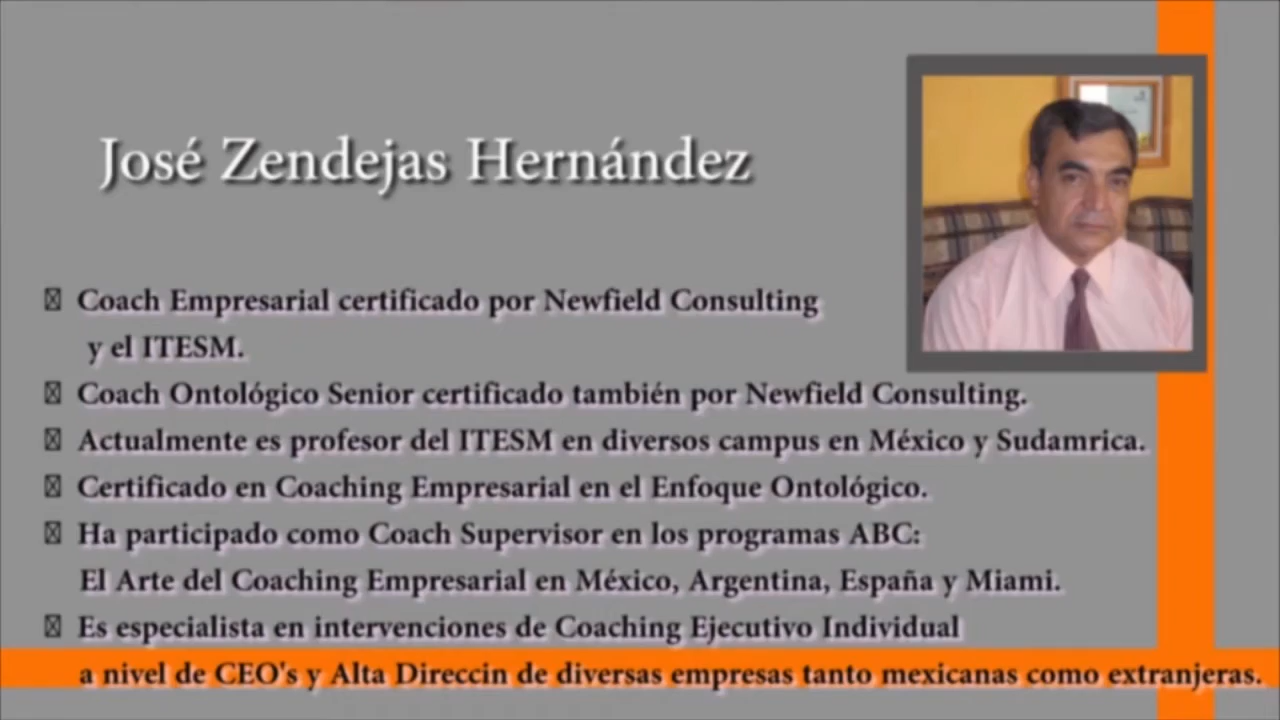 José Zendejas Hernández
Coach Empresarial certificado por Newfield Consulting
y el ITESM.
Coach Ontológico Senior certificado también por Newfield Consulting.
Actualmente es profesor del ITESM en diversos campus en México y Sudamrica.
Certificado en Coaching Empresarial en el Enfoque Ontológico.
Ha participado como Coach Supervisor en los programas ABC:
El Arte del Coaching Empresarial en México, Argentina, España y Miami.
Es especialista en intervenciones de Coaching Ejecutivo Individual
a nivel de CEO's y Alta Direccin de diversas empresas tanto mexicanas como extranjeras.